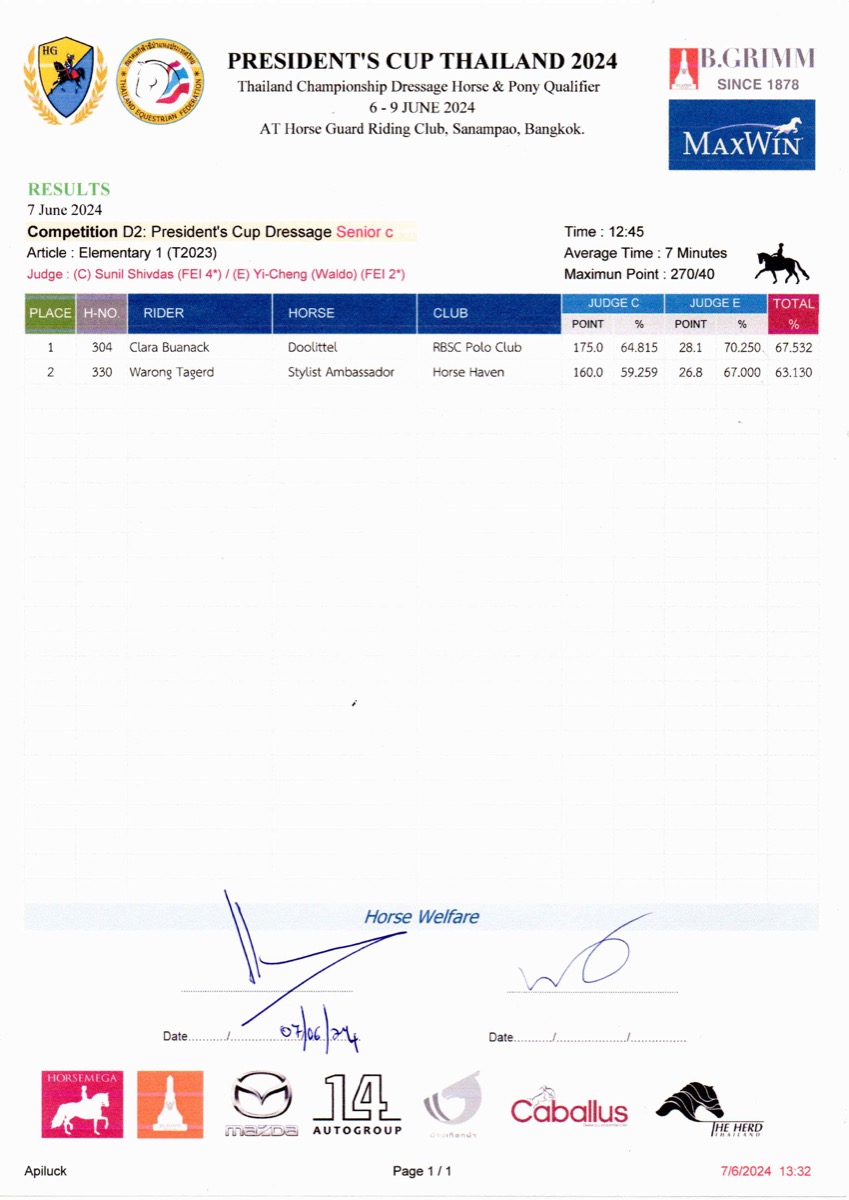 HG
THAILAND EQUESTRIAN FEDERATION
PRESIDENT'S CUP THAILAND 2024
Thailand Championship Dressage Horse & Pony Qualifier
6 - 9 JUNE 2024
AT Horse Guard Riding Club, Sanampao, Bangkok.
B.GRIMM
SINCE 1878
MAXWIN
RESULTS
7 June 2024
Competition D2: President's Cup Dressage Senior c
Time : 12:45
Article : Elementary 1 (T2023)
Average Time : 7 Minutes
Judge : (C) Sunil Shivdas (FEI 4*) / (E) Yi-Cheng (Waldo) (FEI 2*)
Maximun Point : 270/40
PLACE H-NO. RIDER HORSE CLUB JUDGE C JUDGE E TOTAL
POINT % POINT % %
1 304 Clara Buanack Doolittel RBSC Polo Club 175.0 64.815 28.1 70.250 67.532
2 330 Warong Tagerd Stylist Ambassador Horse Haven 160.0 59.259 26.8 67.000 63.130
Horse Welfare
Date........./......... 07/06/24
Date............/......................../..................
HORSEMEGA
mazda
14
AUTOGROUP
Caballus
THE HERD
THAILAND
Apiluck
Page 1 / 1
7/6/2024 13:32